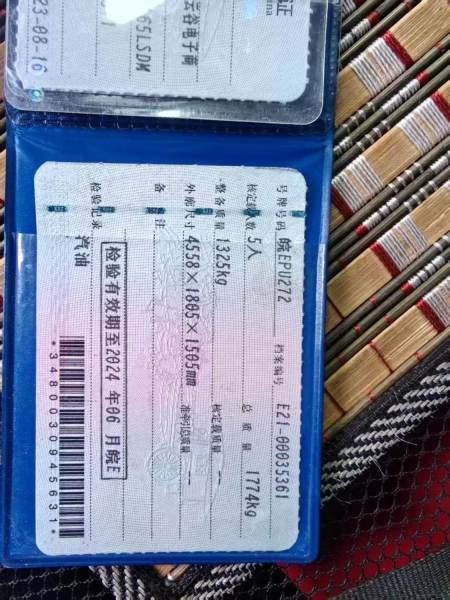 云谷电子商
65LSDM
23-08-16
号牌号码 皖EPU272 档案编号 E21-00035361
核定载人数 5人 总质量 1774kg
整备质量 1325kg 核定载质量 --
外廓尺寸 4558×1805×1505mm 准牵引总质量 --
备注
检验记录 检验有效期至2024年06月皖E
汽油
*3480030945631*